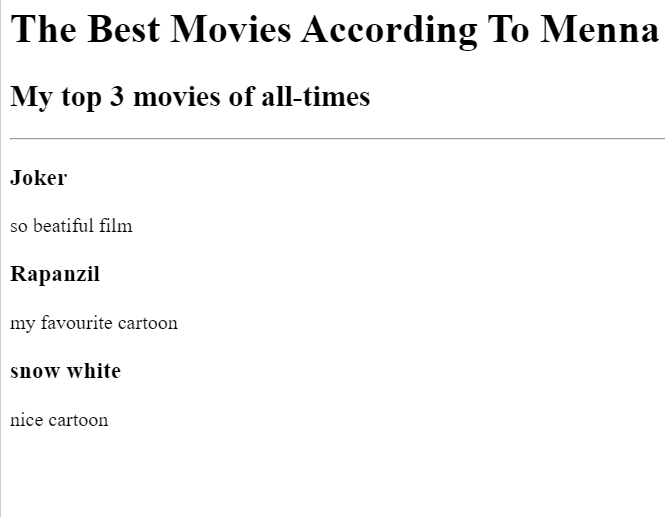 The Best Movies According To Menna
My top 3 movies of all-times
Joker
so beatiful film
Rapanzil
my favourite cartoon
snow white
nice cartoon